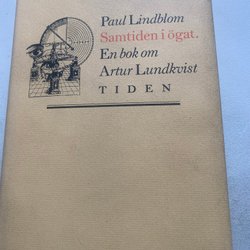 Paul Lindblom
Samtiden i ögat.
En bok om
Artur Lundkvist
TIDEN